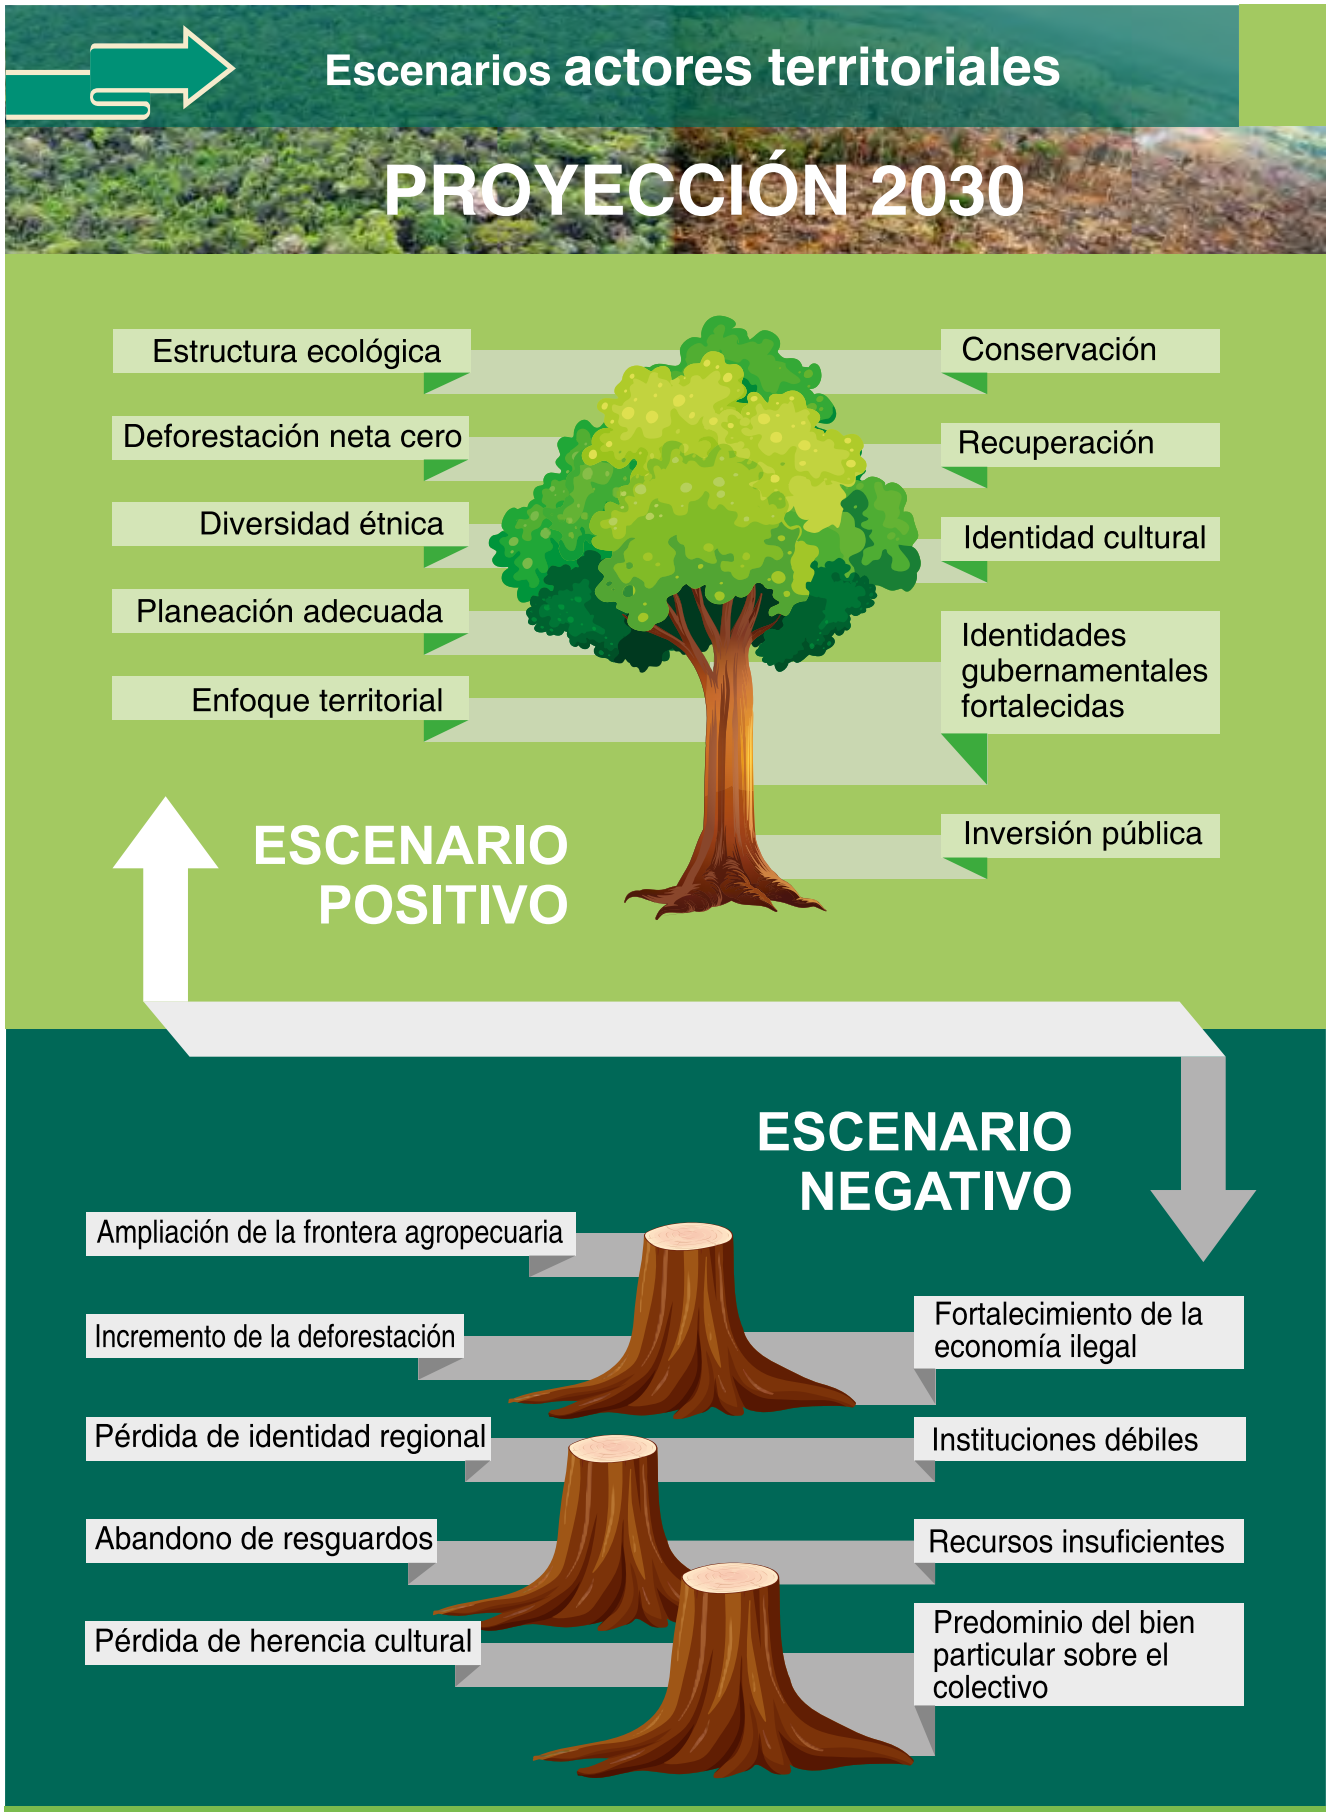 Escenarios actores territoriales
PROYECCIÓN 2030
Estructura ecológica
Deforestación neta cero
Diversidad étnica
Planeación adecuada
Enfoque territorial
Conservación
Recuperación
Identidad cultural
Identidades
gubernamentales
fortalecidas
Inversión pública
ESCENARIO
POSITIVO
ESCENARIO
NEGATIVO
Ampliación de la frontera agropecuaria
Incremento de la deforestación
Pérdida de identidad regional
Abandono de resguardos
Pérdida de herencia cultural
Fortalecimiento de la
economía ilegal
Instituciones débiles
Recursos insuficientes
Predominio del bien
particular sobre el
colectivo